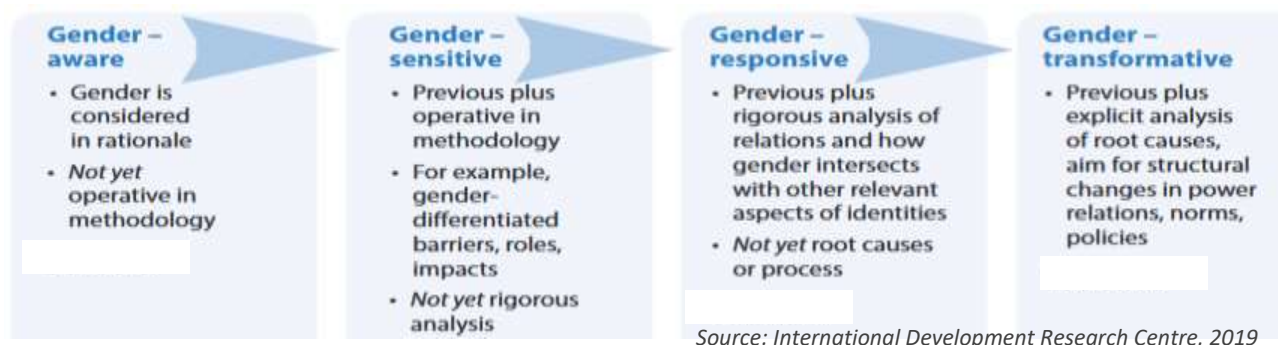 Gender –
aware
• Gender is
considered
in rationale
• Not yet
operative in
methodology
Gender –
sensitive
• Previous plus
operative in
methodology
• For example,
gender-
differentiated
barriers, roles,
impacts
• Not yet rigorous
analysis
Gender –
responsive
• Previous plus
rigorous analysis of
relations and how
gender intersects
with other relevant
aspects of identities
• Not yet root causes
or process
Gender –
transformative
• Previous plus
explicit analysis
of root causes,
aim for structural
changes in power
relations, norms,
policies
Source: International Development Research Centre, 2019